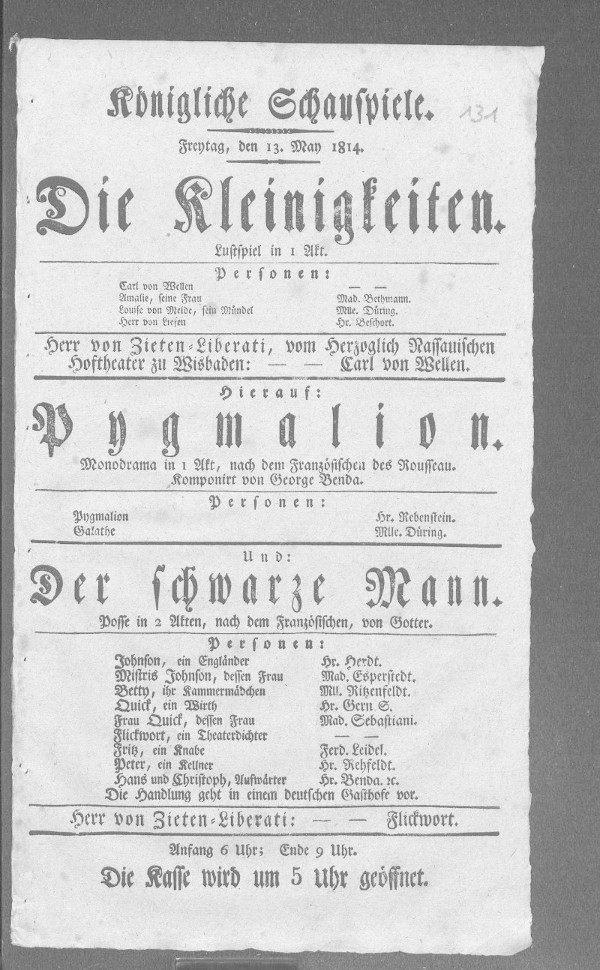 Königliche Schauspiele.
131
Freytag, den 13. May 1814.
Die Kleinigkeiten.
Lustspiel in 1 Akt.
Personen:
Carl von Wellen — —
Amalie, seine Frau Mad. Bethmann.
Louise von Meide, sein Mündel Mlle. Düring.
Herr von Liesen Hr. Beschort.
Herr von Zieten-Liberati, vom Herzoglich Nassauischen
Hoftheater zu Wisbaden: — — Carl von Wellen.
Hierauf:
Pygmalion.
Monodrama in 1 Akt, nach dem Französischen des Rousseau.
Komponirt von George Benda.
Personen:
Pygmalion Hr. Rebenstein.
Galathe Mlle. Düring.
Und:
Der schwarze Mann.
Posse in 2 Akten, nach dem Französischen, von Gotter.
Personen:
Johnson, ein Engländer Hr. Herdt.
Mistris Johnson, dessen Frau Mad. Esperstedt.
Betty, ihr Kammermädchen Mll. Ritzenfeldt.
Quick, ein Wirth Hr. Gern S.
Frau Quick, dessen Frau Mad. Sebastiani.
Flickwort, ein Theaterdichter — —
Fritz, ein Knabe Ferd. Leidel.
Peter, ein Kellner Hr. Rehfeldt.
Hans und Christoph, Aufwärter Hr. Benda. ꝛc.
Die Handlung geht in einem deutschen Gasthofe vor.
Herr von Zieten-Liberati: — — Flickwort.
Anfang 6 Uhr; Ende 9 Uhr.
Die Kasse wird um 5 Uhr geöffnet.